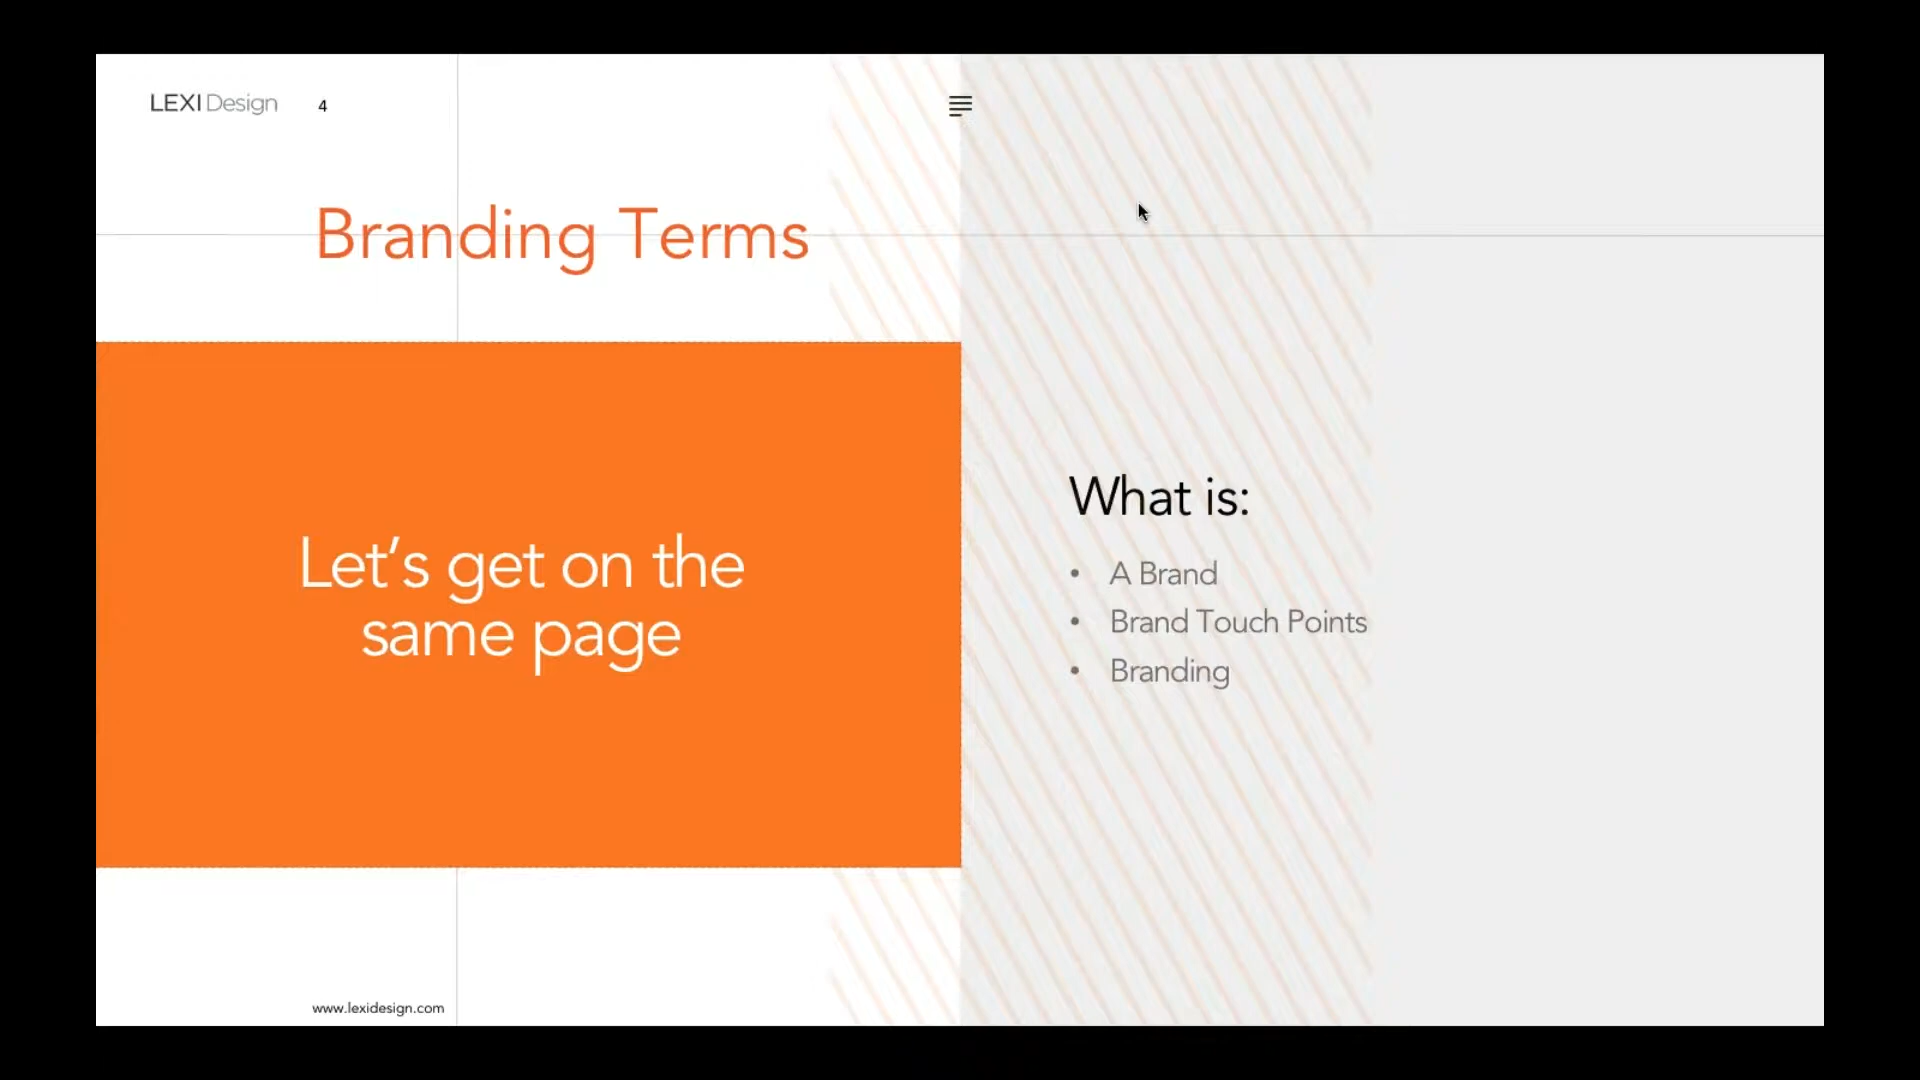 LEXI Design 4
Branding Terms
Let’s get on the
same page
What is:
• A Brand
• Brand Touch Points
• Branding
www.lexidesign.com